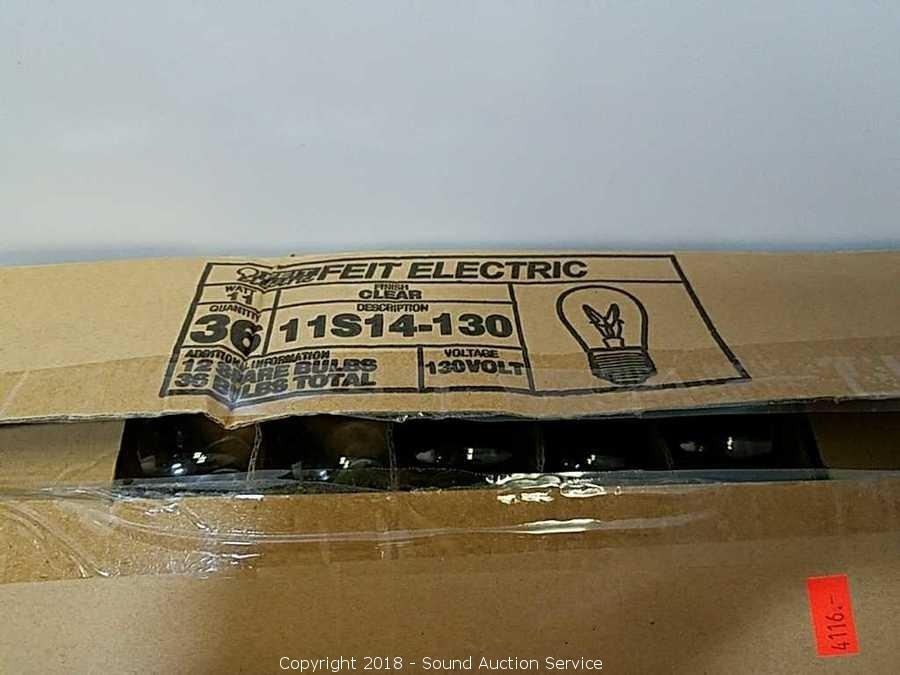 FEIT ELECTRIC
WATT
11
FINISH
CLEAR
QUANTITY
36
DESCRIPTION
11S14-130
ADDITIONAL INFORMATION
12 BULBS
36 BULBS TOTAL
VOLTAGE
130VOLT
4116.-
Copyright 2018 - Sound Auction Service